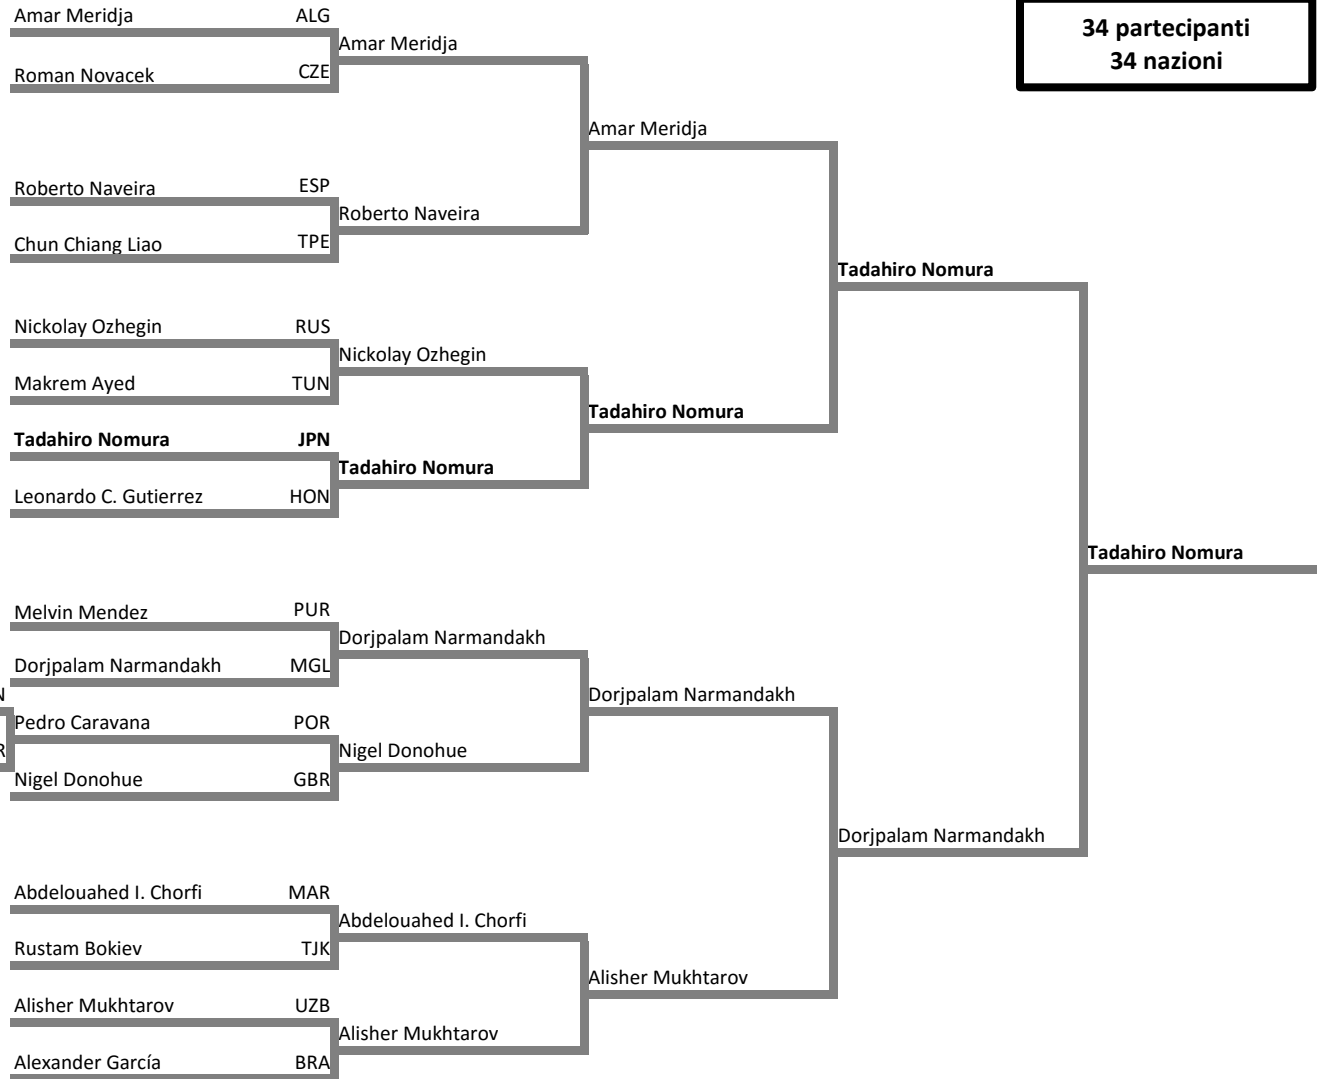 Amar Meridja ALG
34 partecipanti
34 nazioni
Amar Meridja
Roman Novacek CZE
Amar Meridja
Roberto Naveira ESP
Roberto Naveira
Chun Chiang Liao TPE
Tadahiro Nomura
Nickolay Ozhegin RUS
Nickolay Ozhegin
Makrem Ayed TUN
Tadahiro Nomura
Tadahiro Nomura JPN
Tadahiro Nomura
Leonardo C. Gutierrez HON
Tadahiro Nomura
Melvin Mendez PUR
Dorjpalam Narmandakh
Dorjpalam Narmandakh MGL
Dorjpalam Narmandakh
Pedro Caravana POR
Nigel Donohue
Nigel Donohue GBR
Dorjpalam Narmandakh
Abdelouahed I. Chorfi MAR
Abdelouahed I. Chorfi
Rustam Bokiev TJK
Alisher Mukhtarov
Alisher Mukhtarov UZB
Alisher Mukhtarov
Alexander García BRA